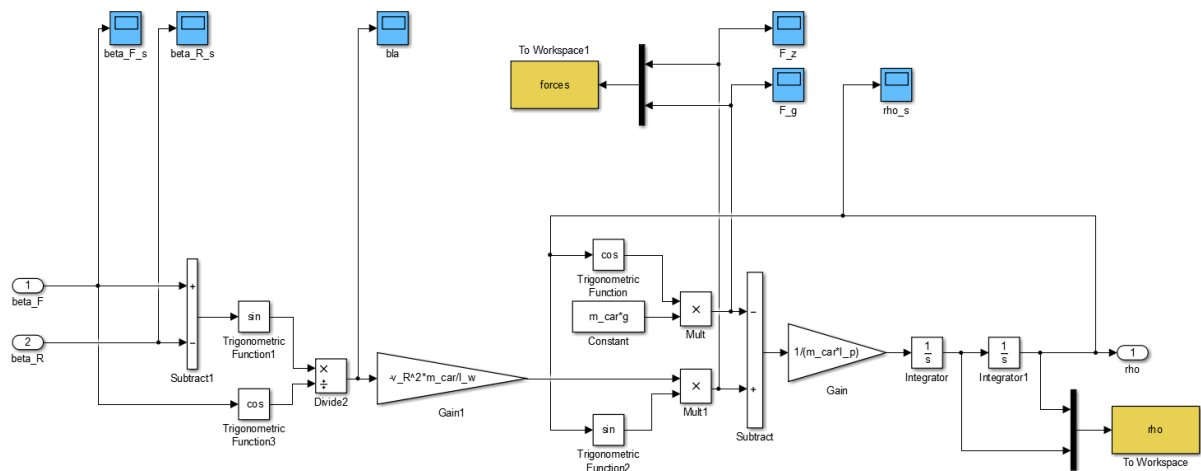 beta_F_s
beta_R_s
bla
To Workspace1
forces
F_z
F_g
rho_s
1
beta_F
2
beta_R
+
−
Subtract1
sin
Trigonometric
Function1
cos
Trigonometric
Function3
×
÷
Divide2
-v_R^2*m_car/l_w
Gain1
cos
Trigonometric
Function
m_car*g
Constant
×
Mult
sin
Trigonometric
Function2
×
Mult1
−
+
Subtract
1/(m_car*l_p)
Gain
1
s
Integrator
1
s
Integrator1
1
rho
rho
To Workspace